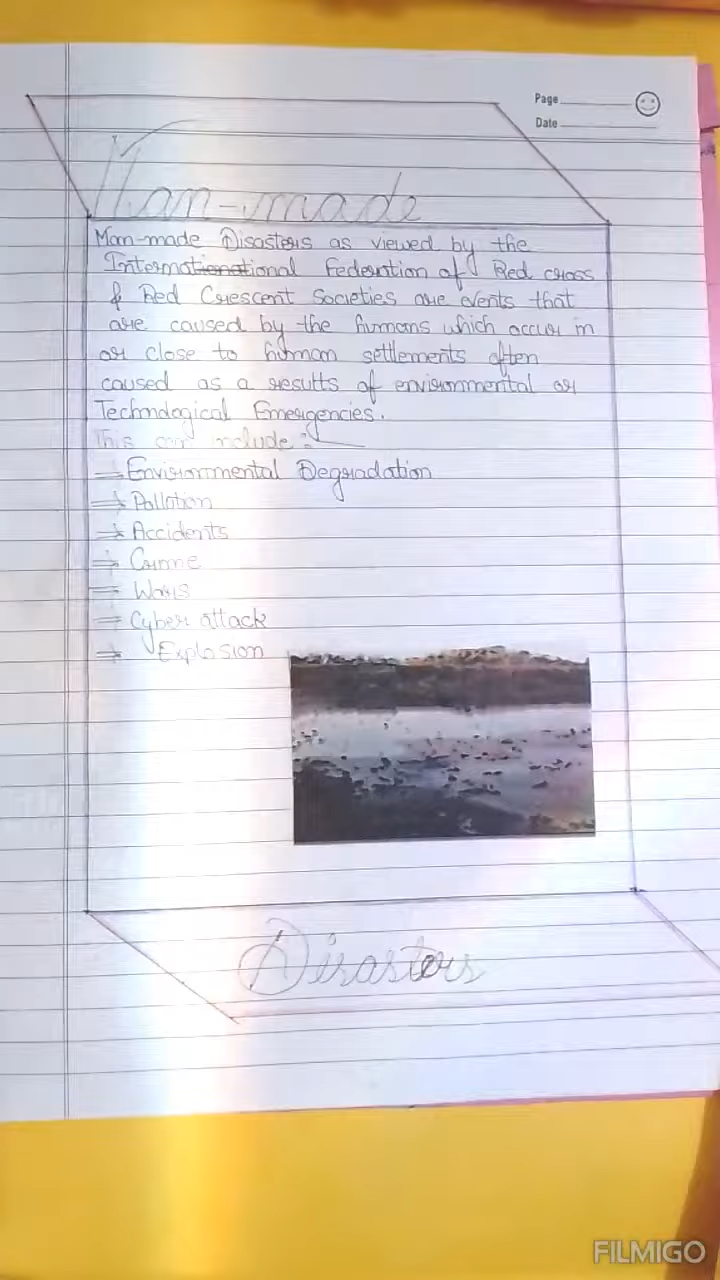 Page
Date
Man-made
Man-made Disasters as viewed by the
International Federation of Red cross
& Red Crescent Societies are events that
are caused by the humans which occur in
or close to human settlements often
caused as a results of environmental or
Technological Emergencies.
This can include :-
→ Environmental Degradation
→ Pollution
→ Accidents
→ Crime
→ Wars
→ Cyber attack
→ Explosion
Disasters
FILMIGO